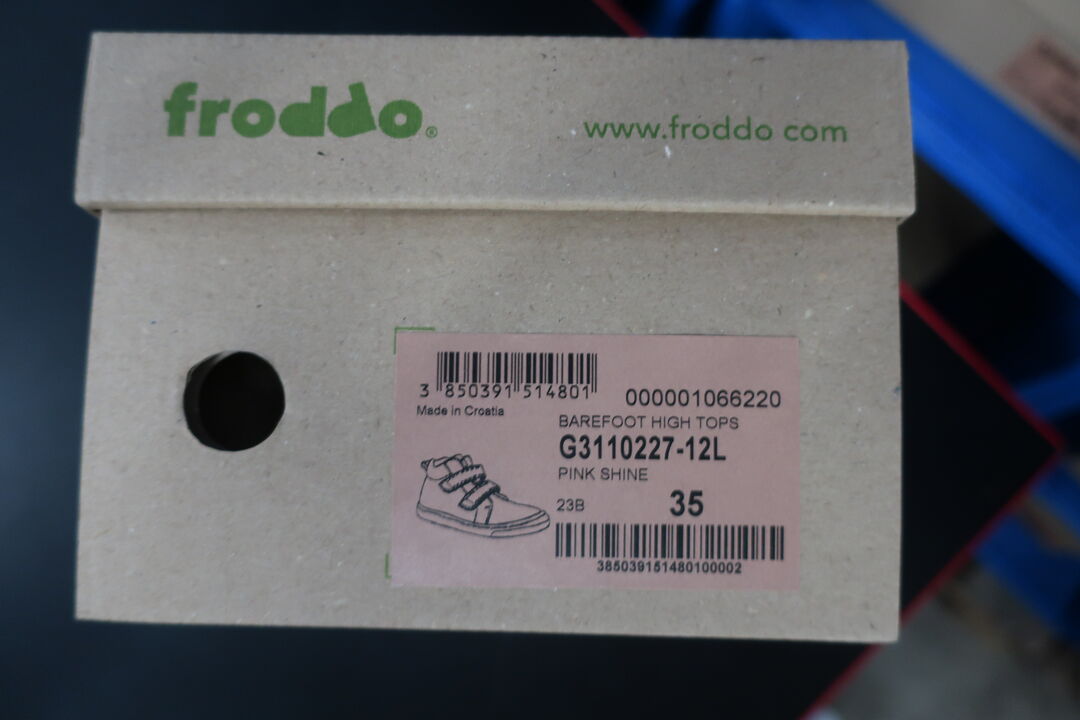 froddo®
www.froddo.com
3 850391 514801
000001066220
Made in Croatia
BAREFOOT HIGH TOPS
G3110227-12L
PINK SHINE
23B
35
385039151480100002